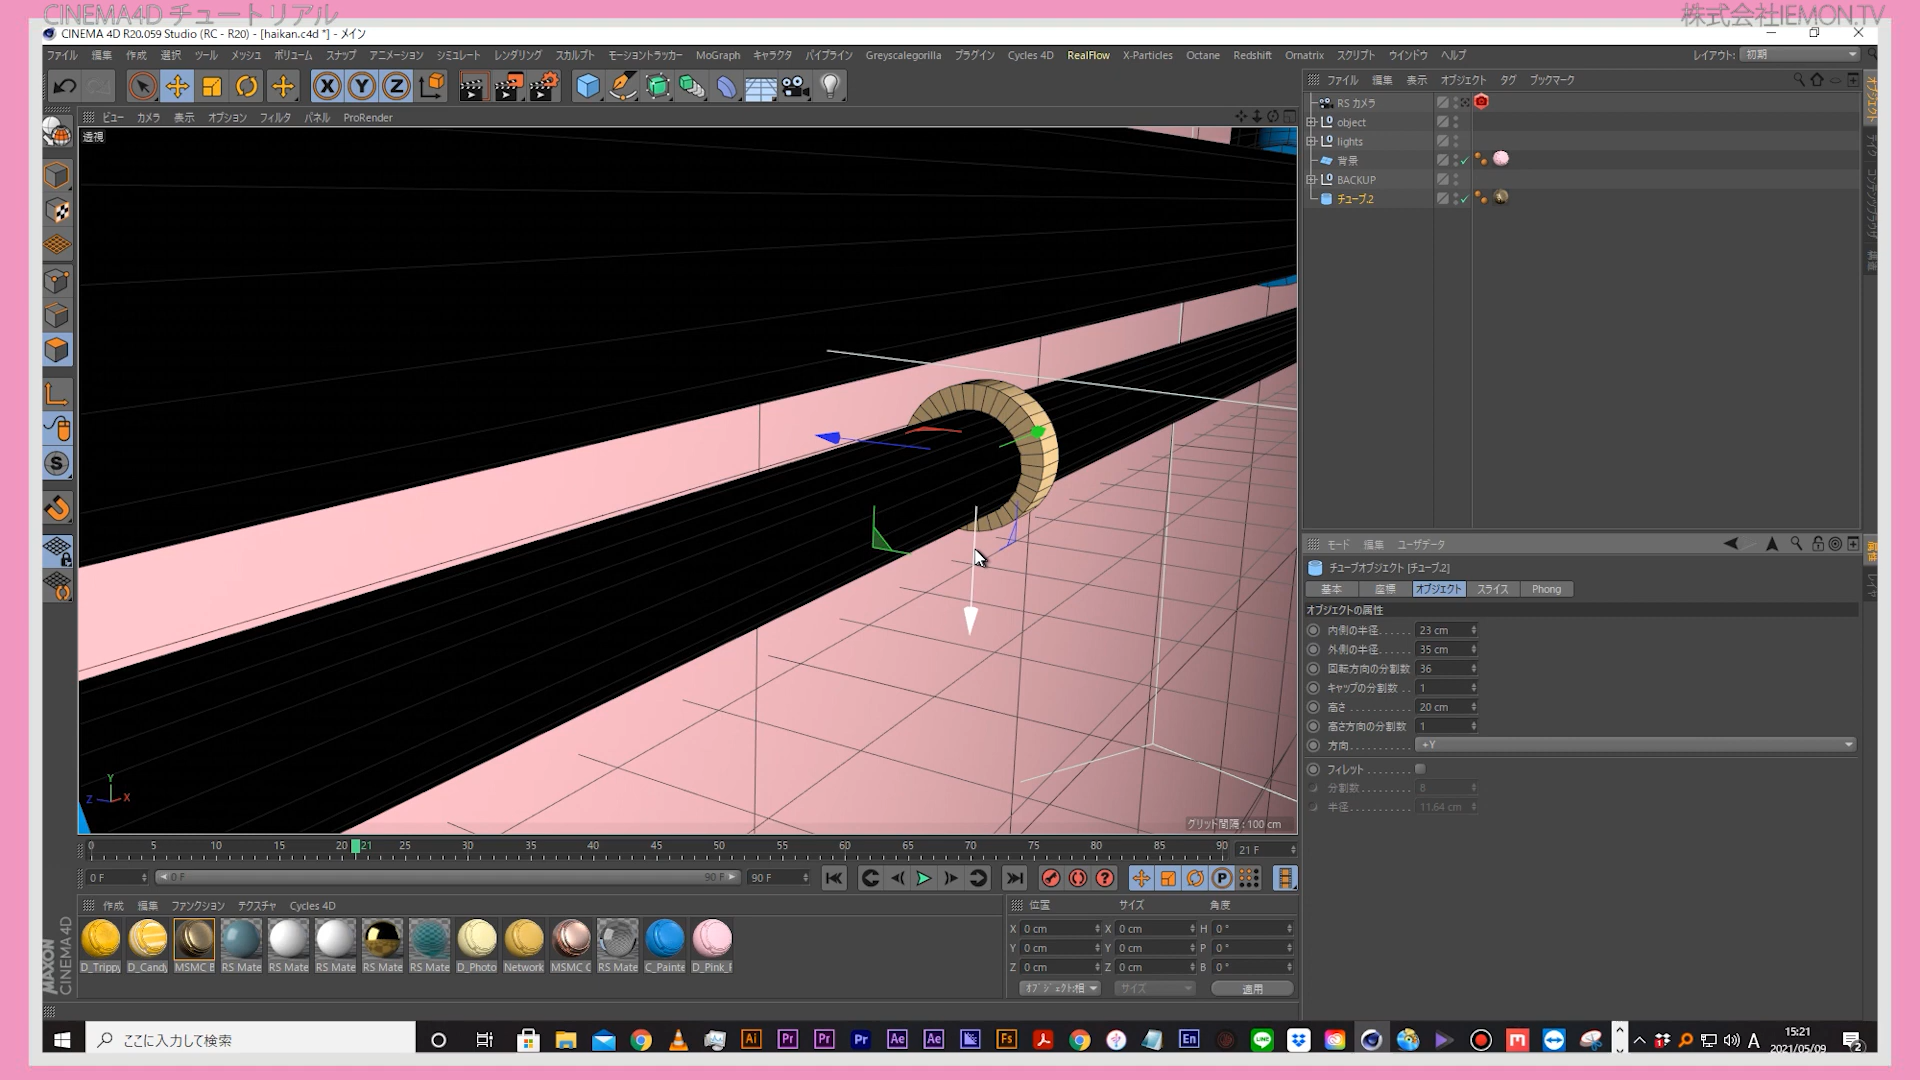 CINEMA4D チュートリアル
株式会社IEMON.TV
CINEMA 4D R20.059 Studio (RC - R20) - [haikan.c4d *] - メイン
ファイル 編集 作成 選択 ツール メッシュ ボリューム スナップ アニメーション シミュレート レンダリング スカルプト モーショントラッカー MoGraph キャラクタ パイプライン Greyscalegorilla プラグイン Cycles 4D RealFlow X-Particles Octane Redshift Ornatrix スクリプト ウインドウ ヘルプ
レイアウト: 初期
X Y Z
ファイル 編集 表示 オブジェクト タグ ブックマーク
ビュー カメラ 表示 オプション フィルタ パネル ProRender
透視
RS カメラ
object
lights
背景
BACKUP
チューブ.2
モード 編集 ユーザデータ
チューブオブジェクト [チューブ.2]
基本 座標 オブジェクト スライス Phong
オブジェクトの属性
内側の半径 23 cm
外側の半径 35 cm
回転方向の分割数 36
キャップの分割数 1
高さ 20 cm
高さ方向の分割数 1
方向 +Y
フィレット
分割数 8
半径 11.64 cm
Y
Z X
グリッド間隔 : 100 cm
0 5 10 15 20 21 25 30 35 40 45 50 55 60 65 70 75 80 85 90 21 F
0 F 0 F 90 F 90 F
作成 編集 ファンクション テクスチャ Cycles 4D
D_Trippy D_Candy MSMC B RS Mate RS Mate RS Mate RS Mate RS Mate D_Photo Network MSMC C RS Mate C_Painte D_Pink_F
位置 サイズ 角度
X 0 cm X 0 cm H 0 °
Y 0 cm Y 0 cm P 0 °
Z 0 cm Z 0 cm B 0 °
オブジェクト相 サイズ 適用
MAXON
CINEMA 4D
ここに入力して検索
Ai Pr Pr Pr Ae Ae Fs En LINE A
15:21
2021/05/09
2